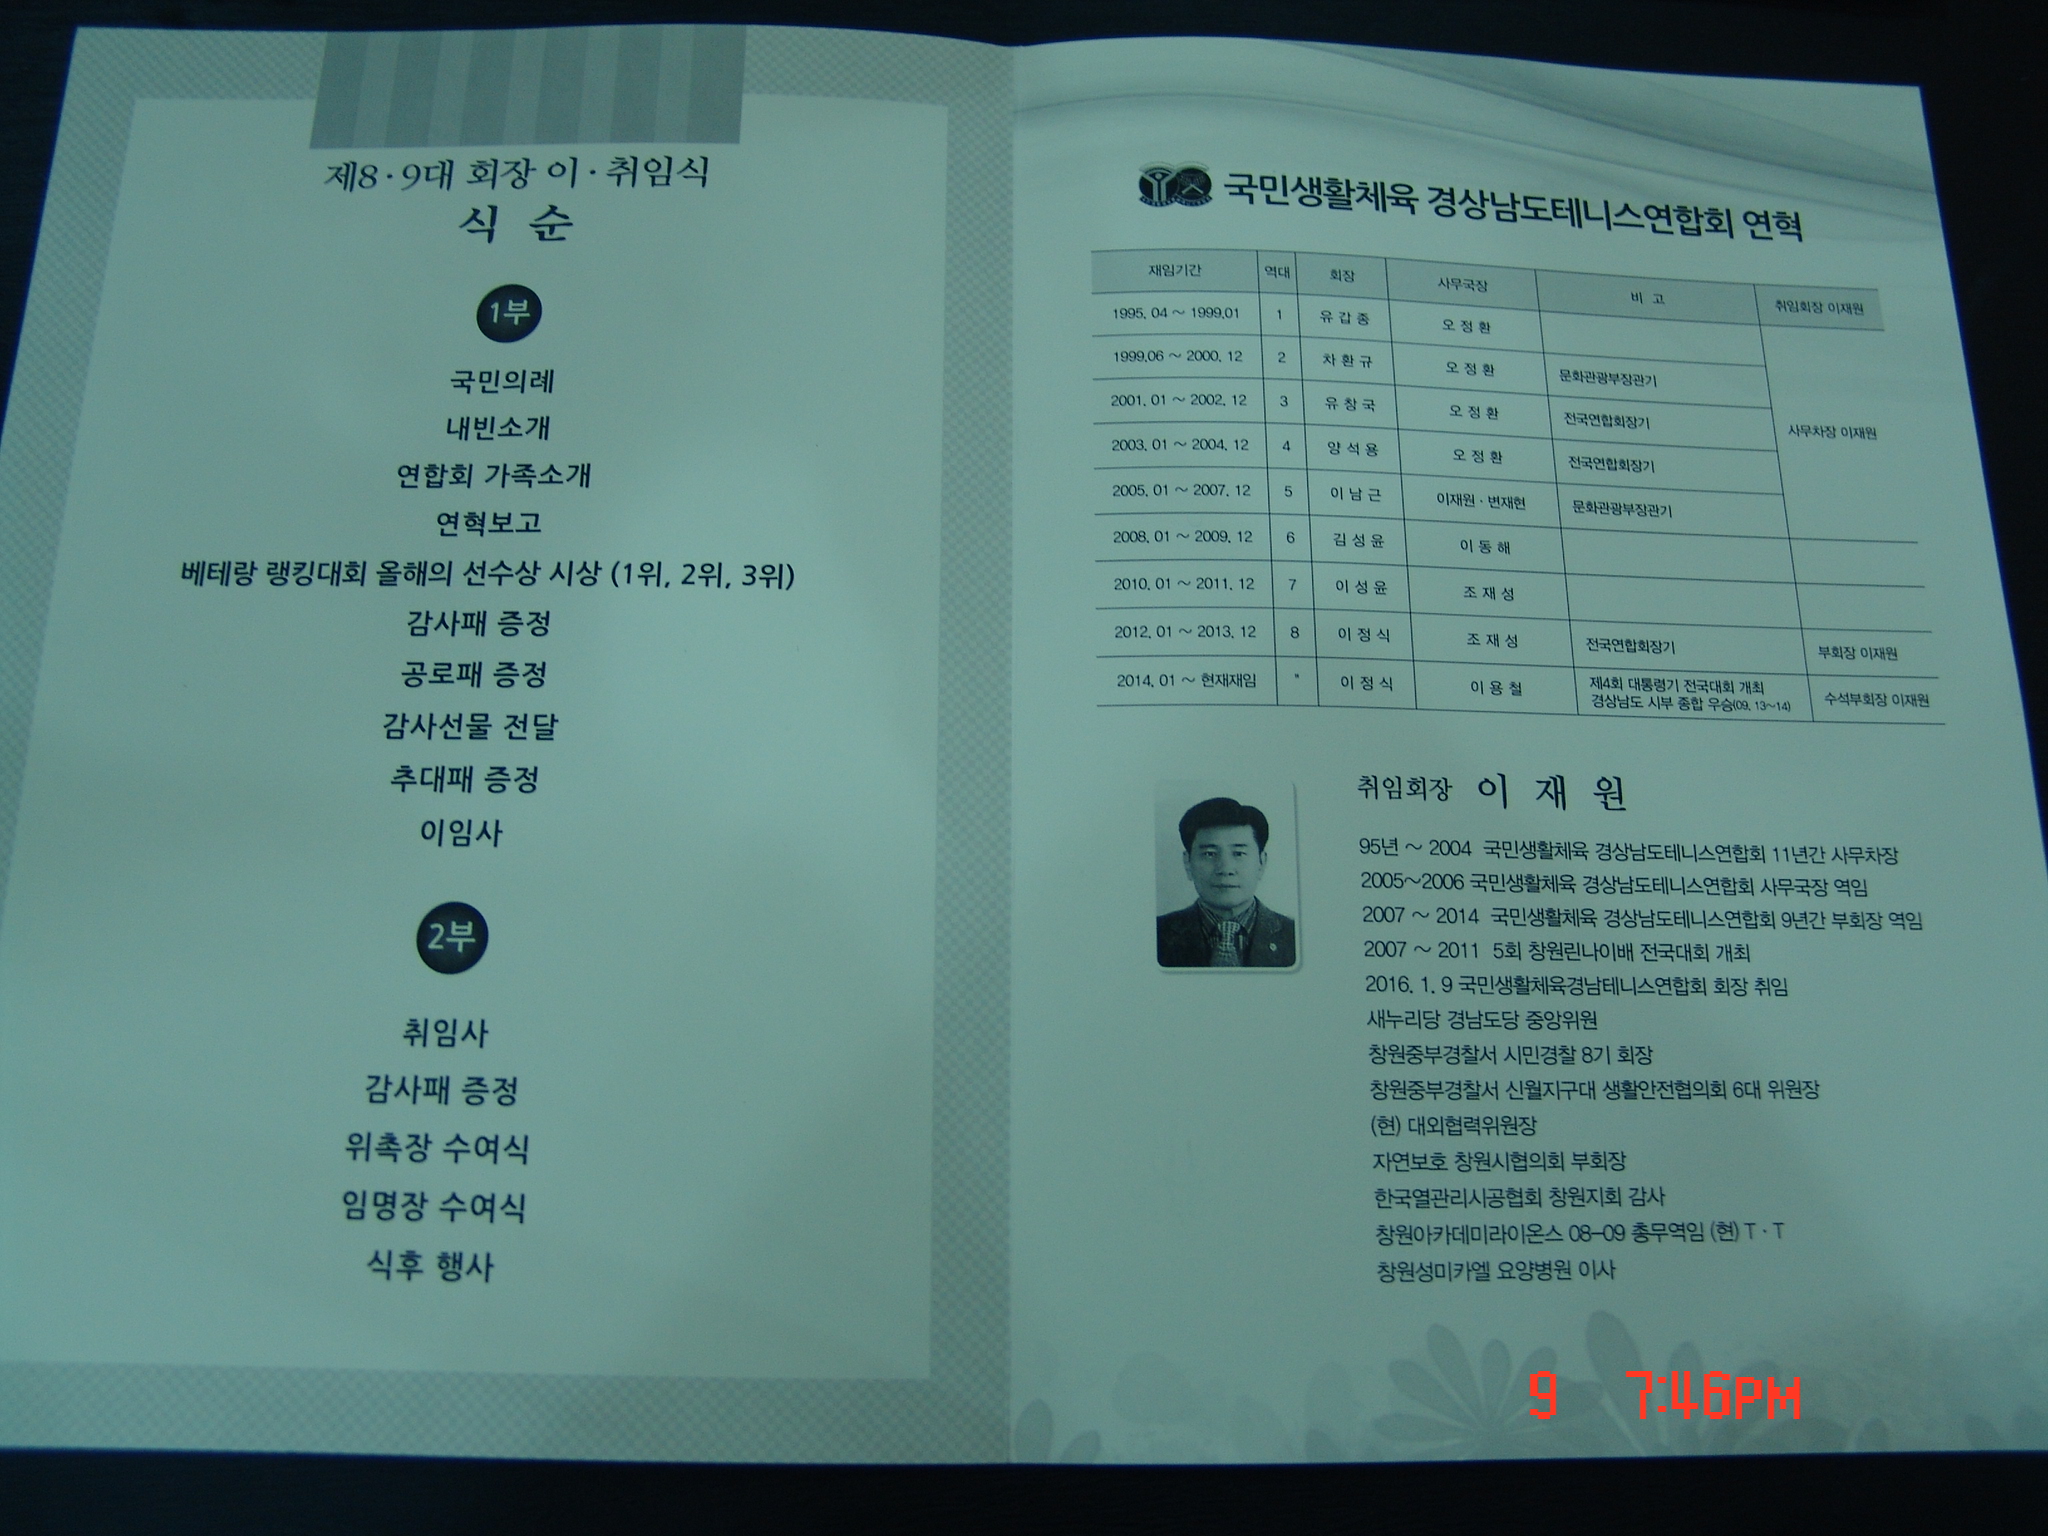 제8·9대 회장 이·취임식
식 순
1부
국민의례
내빈소개
연합회 가족소개
연혁보고
베테랑 랭킹대회 올해의 선수상 시상 (1위, 2위, 3위)
감사패 증정
공로패 증정
감사선물 전달
추대패 증정
이임사
2부
취임사
감사패 증정
위촉장 수여식
임명장 수여식
식후 행사
국민생활체육 경상남도테니스연합회 연혁
재임기간 역대 회장 사무국장 비 고 취임회장 이재원
1995. 04 ~ 1999.01 1 유 갑 종 오 정 환
1999.06 ~ 2000. 12 2 차 환 규 오 정 환 문화관광부장관기
2001. 01 ~ 2002. 12 3 유 창 국 오 정 환 전국연합회장기 사무차장 이재원
2003. 01 ~ 2004. 12 4 양 석 용 오 정 환 전국연합회장기
2005. 01 ~ 2007. 12 5 이 남 근 이재원 · 변재현 문화관광부장관기
2008. 01 ~ 2009. 12 6 김 성 윤 이 동 해
2010. 01 ~ 2011. 12 7 이 성 윤 조 재 성
2012. 01 ~ 2013. 12 8 이 정 식 조 재 성 전국연합회장기 부회장 이재원
2014. 01 ~ 현재재임 " 이 정 식 이 용 철 제4회 대통령기 전국대회 개최 수석부회장 이재원
경상남도 시부 종합 우승(09. 13~14)
취임회장 이 재 원
95년 ~ 2004 국민생활체육 경상남도테니스연합회 11년간 사무차장
2005~2006 국민생활체육 경상남도테니스연합회 사무국장 역임
2007 ~ 2014 국민생활체육 경상남도테니스연합회 9년간 부회장 역임
2007 ~ 2011 5회 창원린나이배 전국대회 개최
2016. 1. 9 국민생활체육경남테니스연합회 회장 취임
새누리당 경남도당 중앙위원
창원중부경찰서 시민경찰 8기 회장
창원중부경찰서 신월지구대 생활안전협의회 6대 위원장
(현) 대외협력위원장
자연보호 창원시협의회 부회장
한국열관리시공협회 창원지회 감사
창원아카데미라이온스 08-09 총무역임 (현) T · T
창원성미카엘 요양병원 이사
9 7:46PM